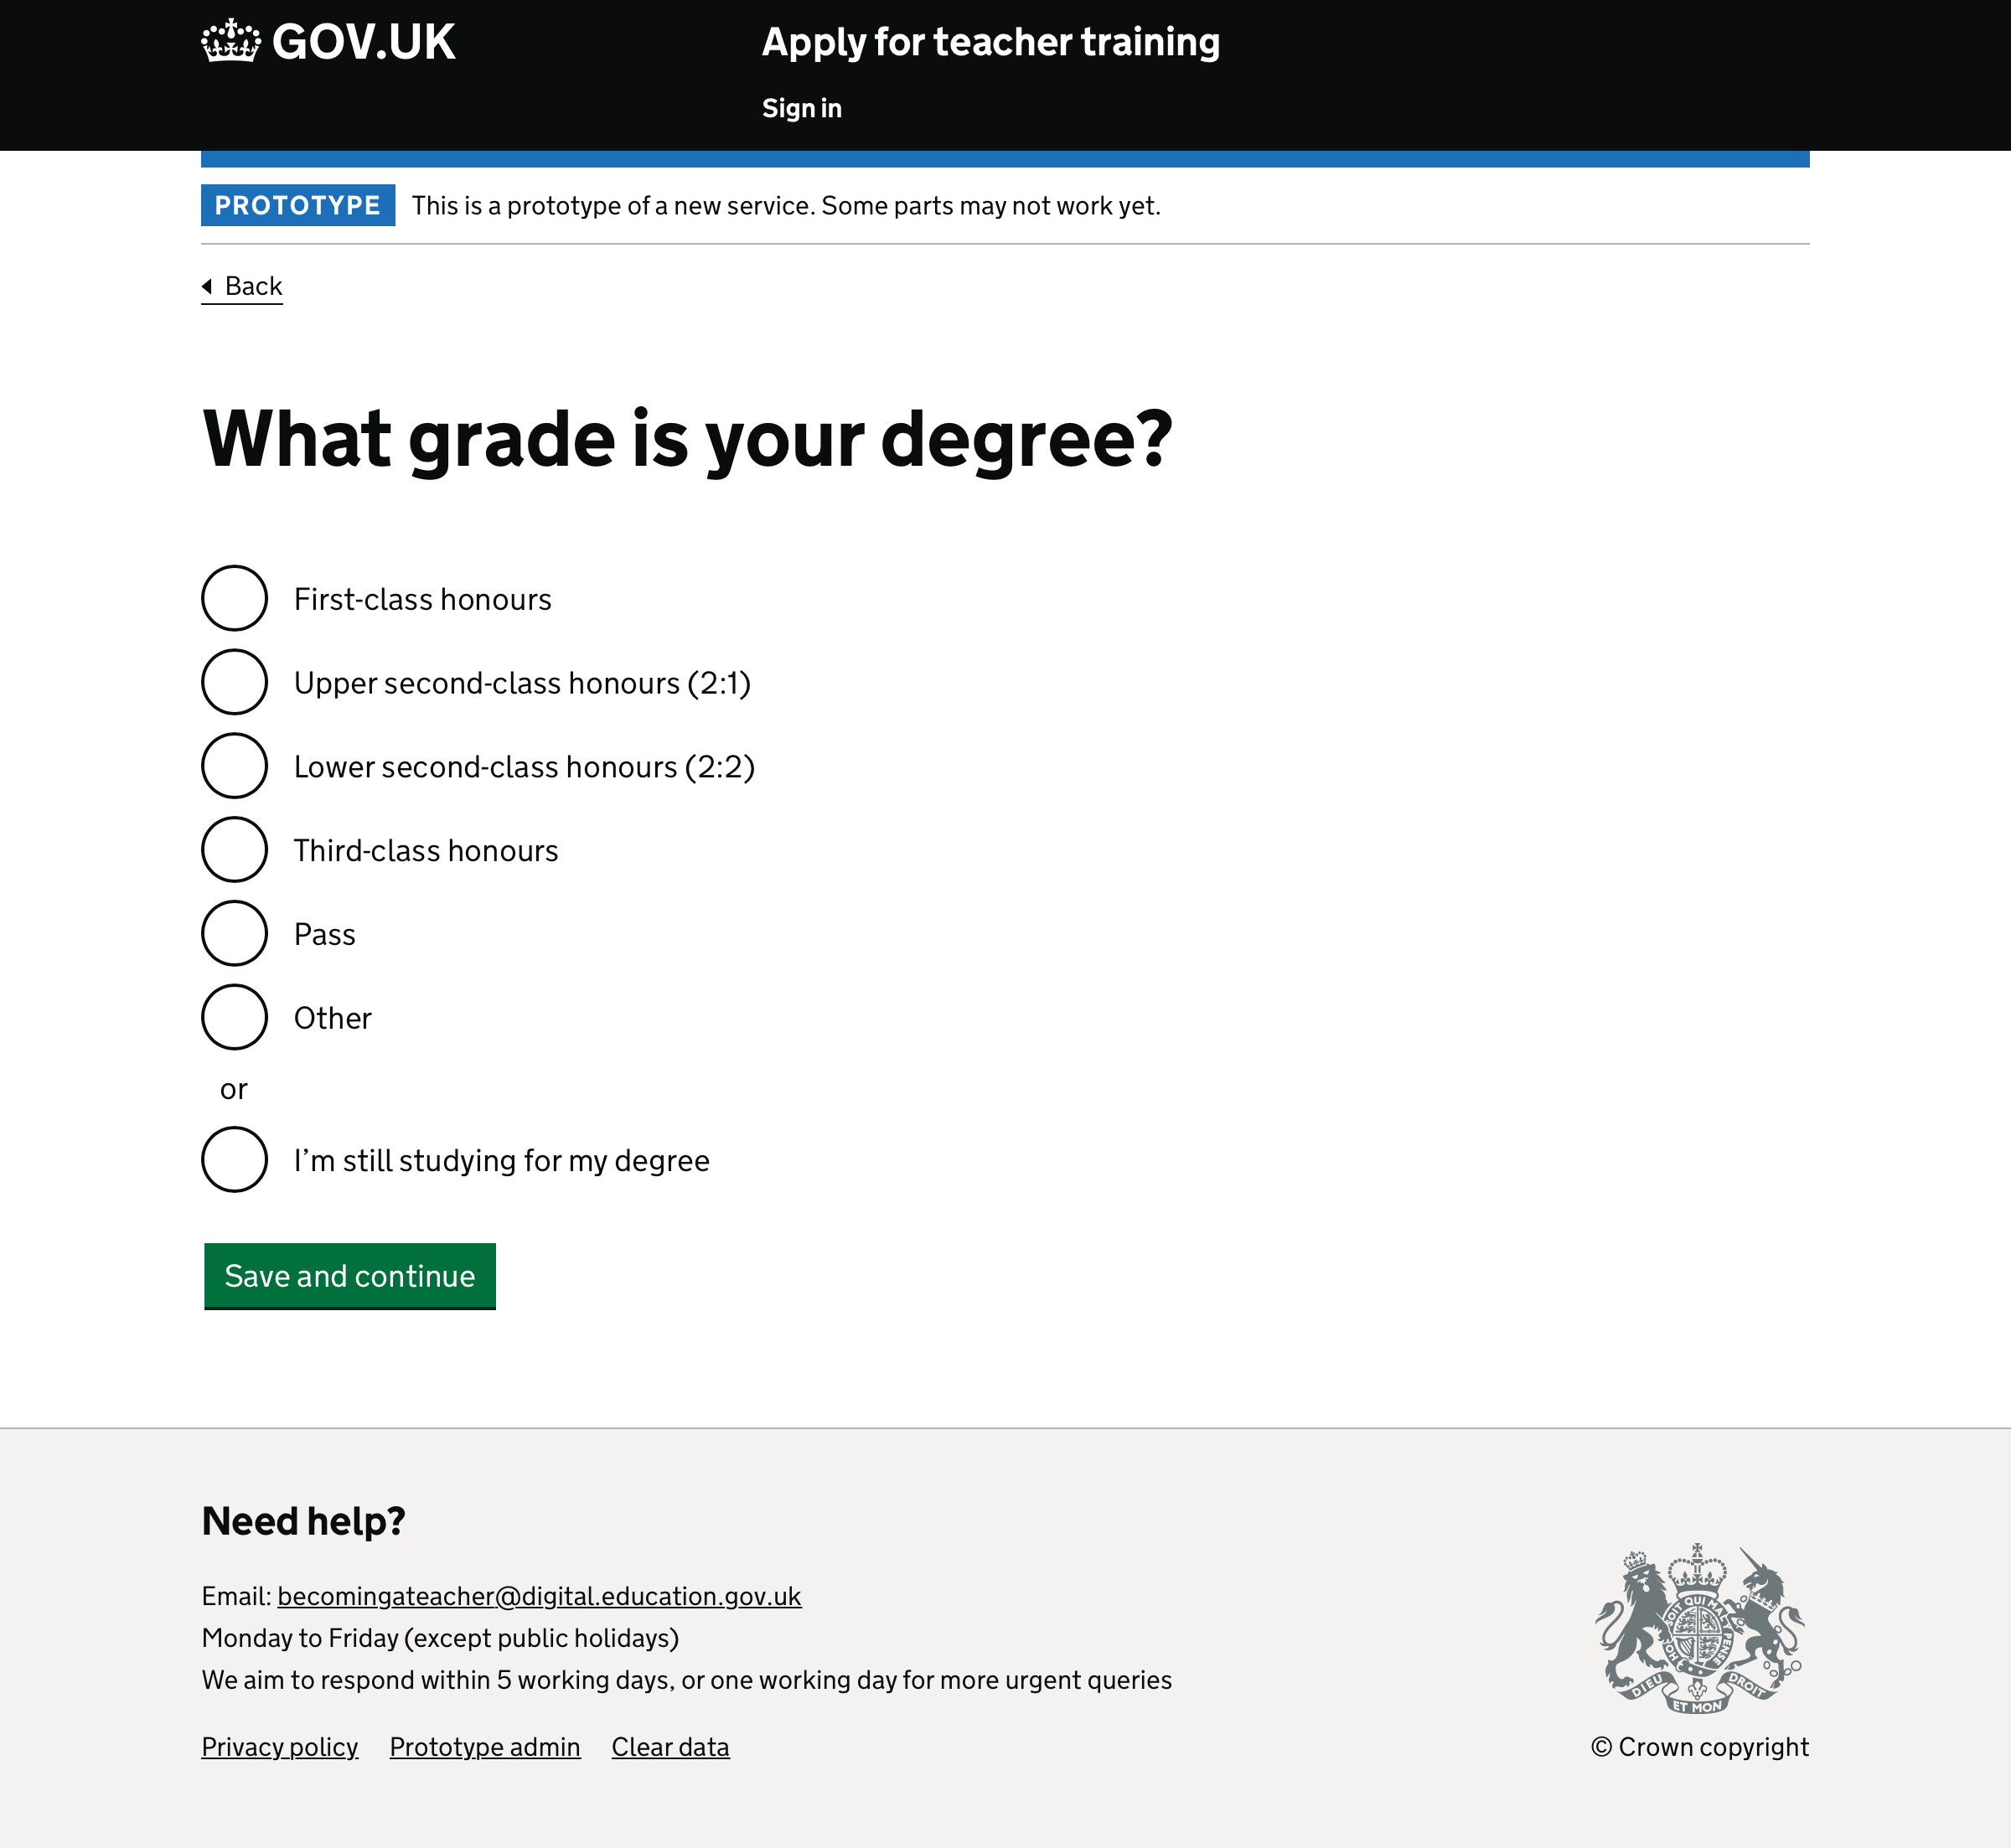 GOV.UK
Apply for teacher training
Sign in
PROTOTYPE This is a prototype of a new service. Some parts may not work yet.
Back
What grade is your degree?
First-class honours
Upper second-class honours (2:1)
Lower second-class honours (2:2)
Third-class honours
Pass
Other
or
I’m still studying for my degree
Save and continue
Need help?
Email: becomingateacher@digital.education.gov.uk
Monday to Friday (except public holidays)
We aim to respond within 5 working days, or one working day for more urgent queries
Privacy policy Prototype admin Clear data
HONI SOIT QUI MAL Y PENSE
DIEU ET MON DROIT
© Crown copyright